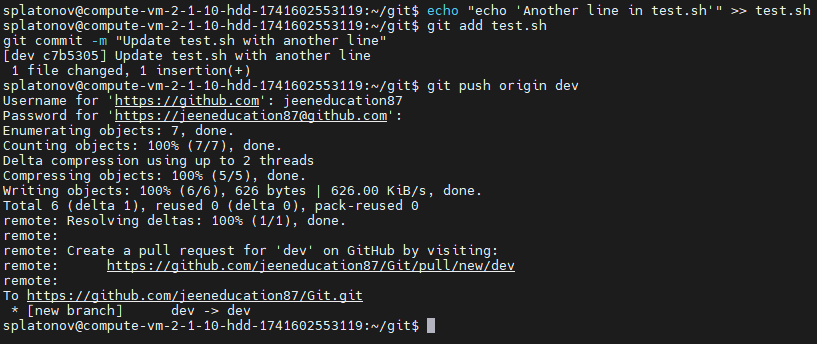 splatonov@compute-vm-2-1-10-hdd-1741602553119:~/git$ echo "echo 'Another line in test.sh'" >> test.sh
splatonov@compute-vm-2-1-10-hdd-1741602553119:~/git$ git add test.sh
git commit -m "Update test.sh with another line"
[dev c7b5305] Update test.sh with another line
 1 file changed, 1 insertion(+)
splatonov@compute-vm-2-1-10-hdd-1741602553119:~/git$ git push origin dev
Username for 'https://github.com': jeeneducation87
Password for 'https://jeeneducation87@github.com':
Enumerating objects: 7, done.
Counting objects: 100% (7/7), done.
Delta compression using up to 2 threads
Compressing objects: 100% (5/5), done.
Writing objects: 100% (6/6), 626 bytes | 626.00 KiB/s, done.
Total 6 (delta 1), reused 0 (delta 0), pack-reused 0
remote: Resolving deltas: 100% (1/1), done.
remote:
remote: Create a pull request for 'dev' on GitHub by visiting:
remote:      https://github.com/jeeneducation87/Git/pull/new/dev
remote:
To https://github.com/jeeneducation87/Git.git
 * [new branch]      dev -> dev
splatonov@compute-vm-2-1-10-hdd-1741602553119:~/git$